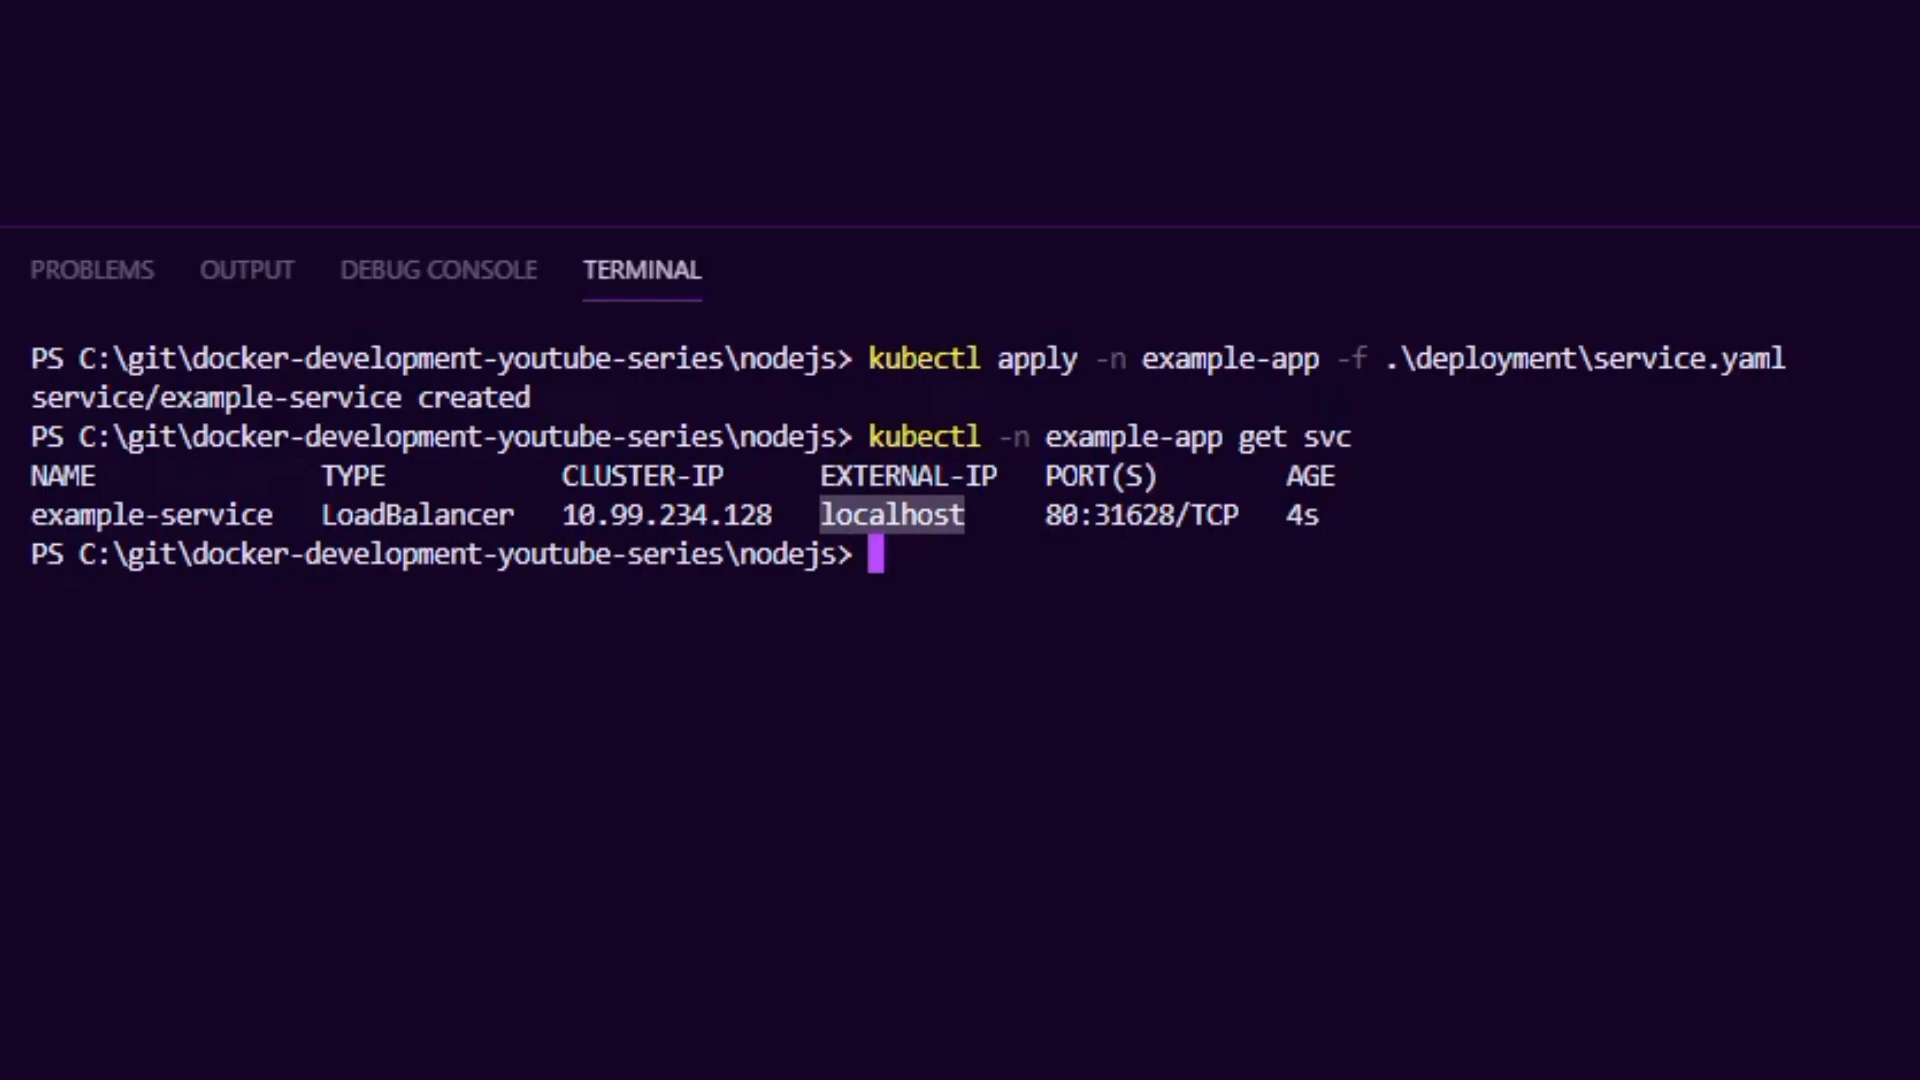 PROBLEMS OUTPUT DEBUG CONSOLE TERMINAL
PS C:\git\docker-development-youtube-series\nodejs> kubectl apply -n example-app -f .\deployment\service.yaml
service/example-service created
PS C:\git\docker-development-youtube-series\nodejs> kubectl -n example-app get svc
NAME TYPE CLUSTER-IP EXTERNAL-IP PORT(S) AGE
example-service LoadBalancer 10.99.234.128 localhost 80:31628/TCP 4s
PS C:\git\docker-development-youtube-series\nodejs>